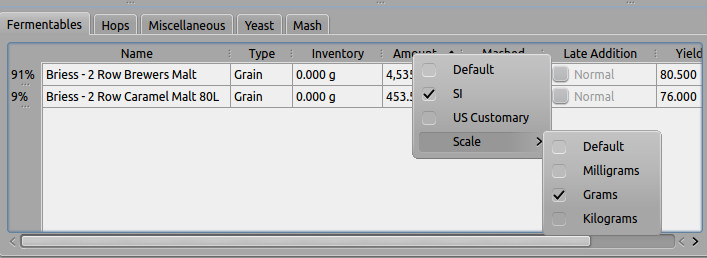 Fermentables Hops Miscellaneous Yeast Mash
Name Type Inventory Amount Mashed Late Addition Yield
91% Briess - 2 Row Brewers Malt Grain 0.000 g 4,535 Normal 80.500
9% Briess - 2 Row Caramel Malt 80L Grain 0.000 g 453.5 Normal 76.000
Default
SI
US Customary
Scale
Default
Milligrams
Grams
Kilograms